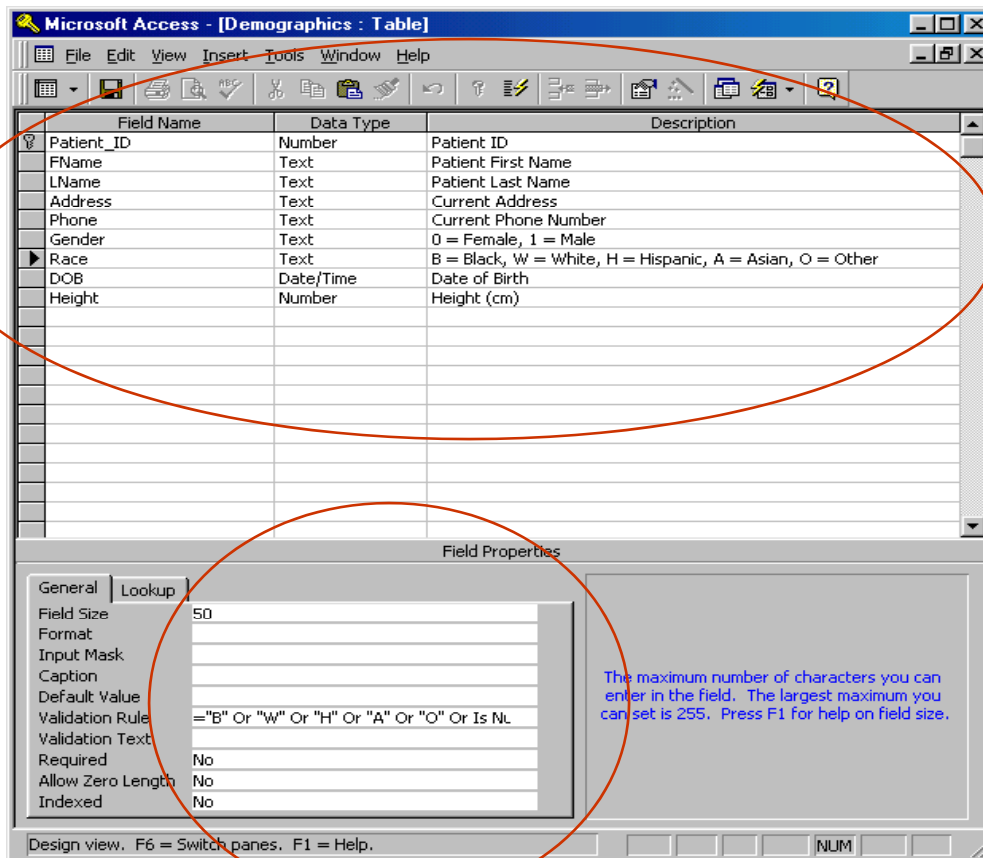 Microsoft Access - [Demographics : Table]
File Edit View Insert Tools Window Help
Field Name Data Type Description
Patient_ID Number Patient ID
FName Text Patient First Name
LName Text Patient Last Name
Address Text Current Address
Phone Text Current Phone Number
Gender Text 0 = Female, 1 = Male
Race Text B = Black, W = White, H = Hispanic, A = Asian, O = Other
DOB Date/Time Date of Birth
Height Number Height (cm)
Field Properties
General Lookup
Field Size 50
Format
Input Mask
Caption
Default Value
Validation Rule ="B" Or "W" Or "H" Or "A" Or "O" Or Is Nu
Validation Text
Required No
Allow Zero Length No
Indexed No
The maximum number of characters you can
enter in the field. The largest maximum you
can set is 255. Press F1 for help on field size.
Design view. F6 = Switch panes. F1 = Help. NUM